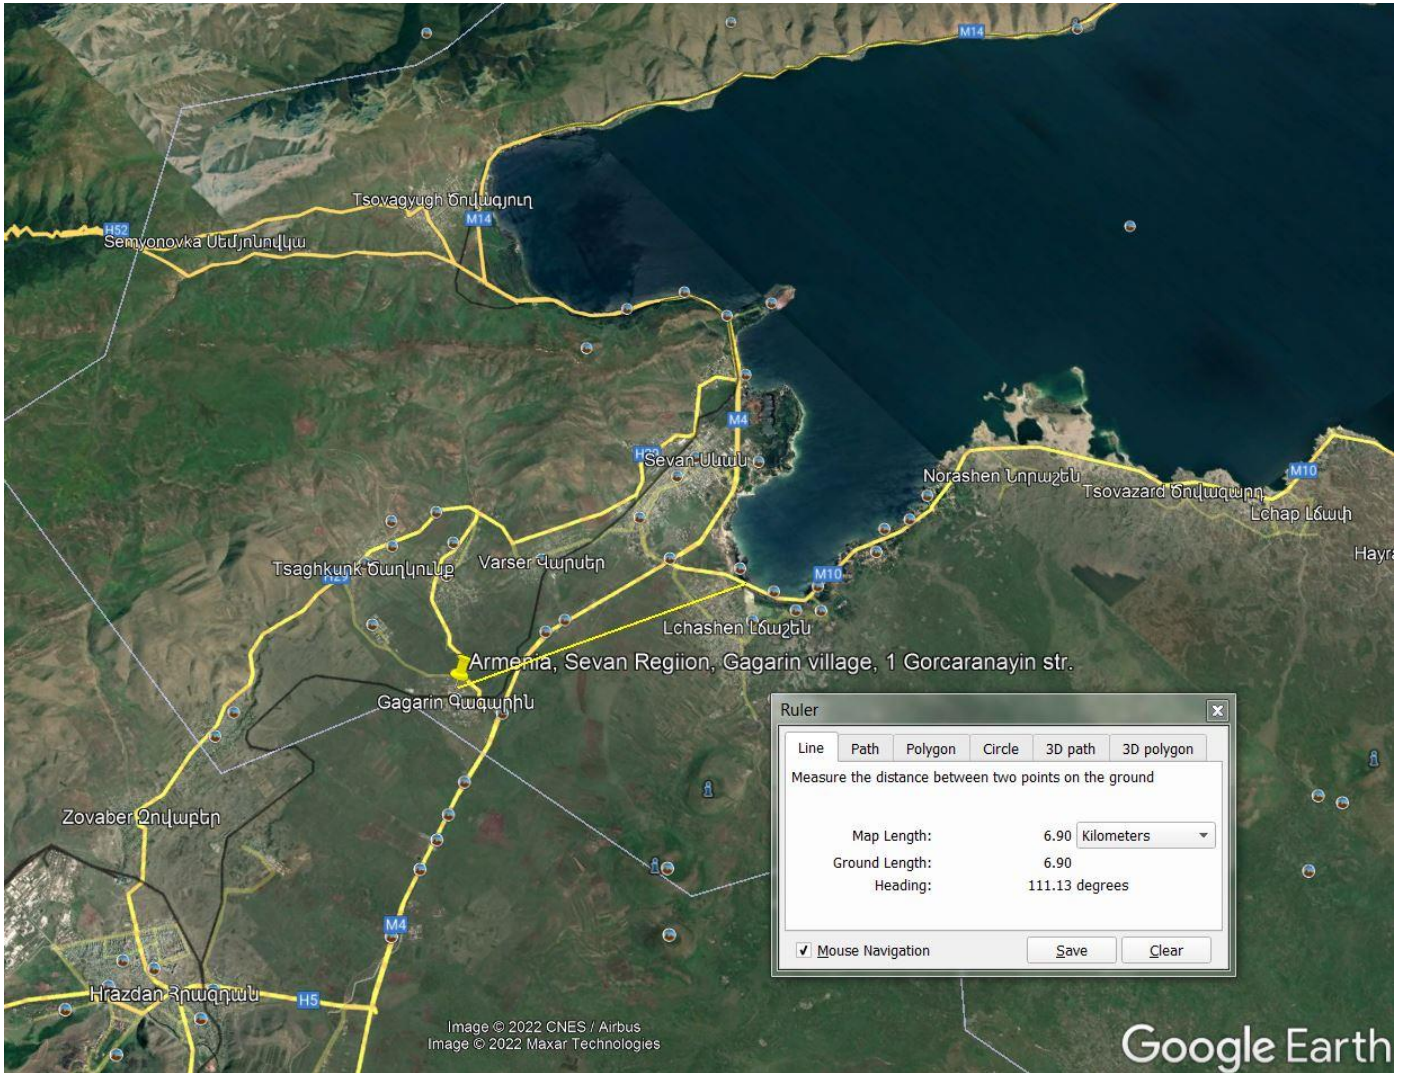 M14
Tsovagyugh Ծովագյուղ
M14
H52
Semyonovka Սեմյոնովկա
M4
Sevan Սևան
Norashen Նորաշեն
M10
Tsovazard Ծովազարդ
Lchap Լճափ
Tsaghkunk Ծաղկունք
H29
Varser Վարսեր
M10
Lchashen Լճաշեն
Armenia, Sevan Regiion, Gagarin village, 1 Gorcaranayin str.
Gagarin Գագարին
Ruler
Line Path Polygon Circle 3D path 3D polygon
Measure the distance between two points on the ground
Map Length: 6.90 Kilometers
Ground Length: 6.90
Heading: 111.13 degrees
Mouse Navigation Save Clear
Zovaber Զովաբեր
M4
Hrazdan Հրազդան
H5
Image © 2022 CNES / Airbus
Image © 2022 Maxar Technologies
Google Earth